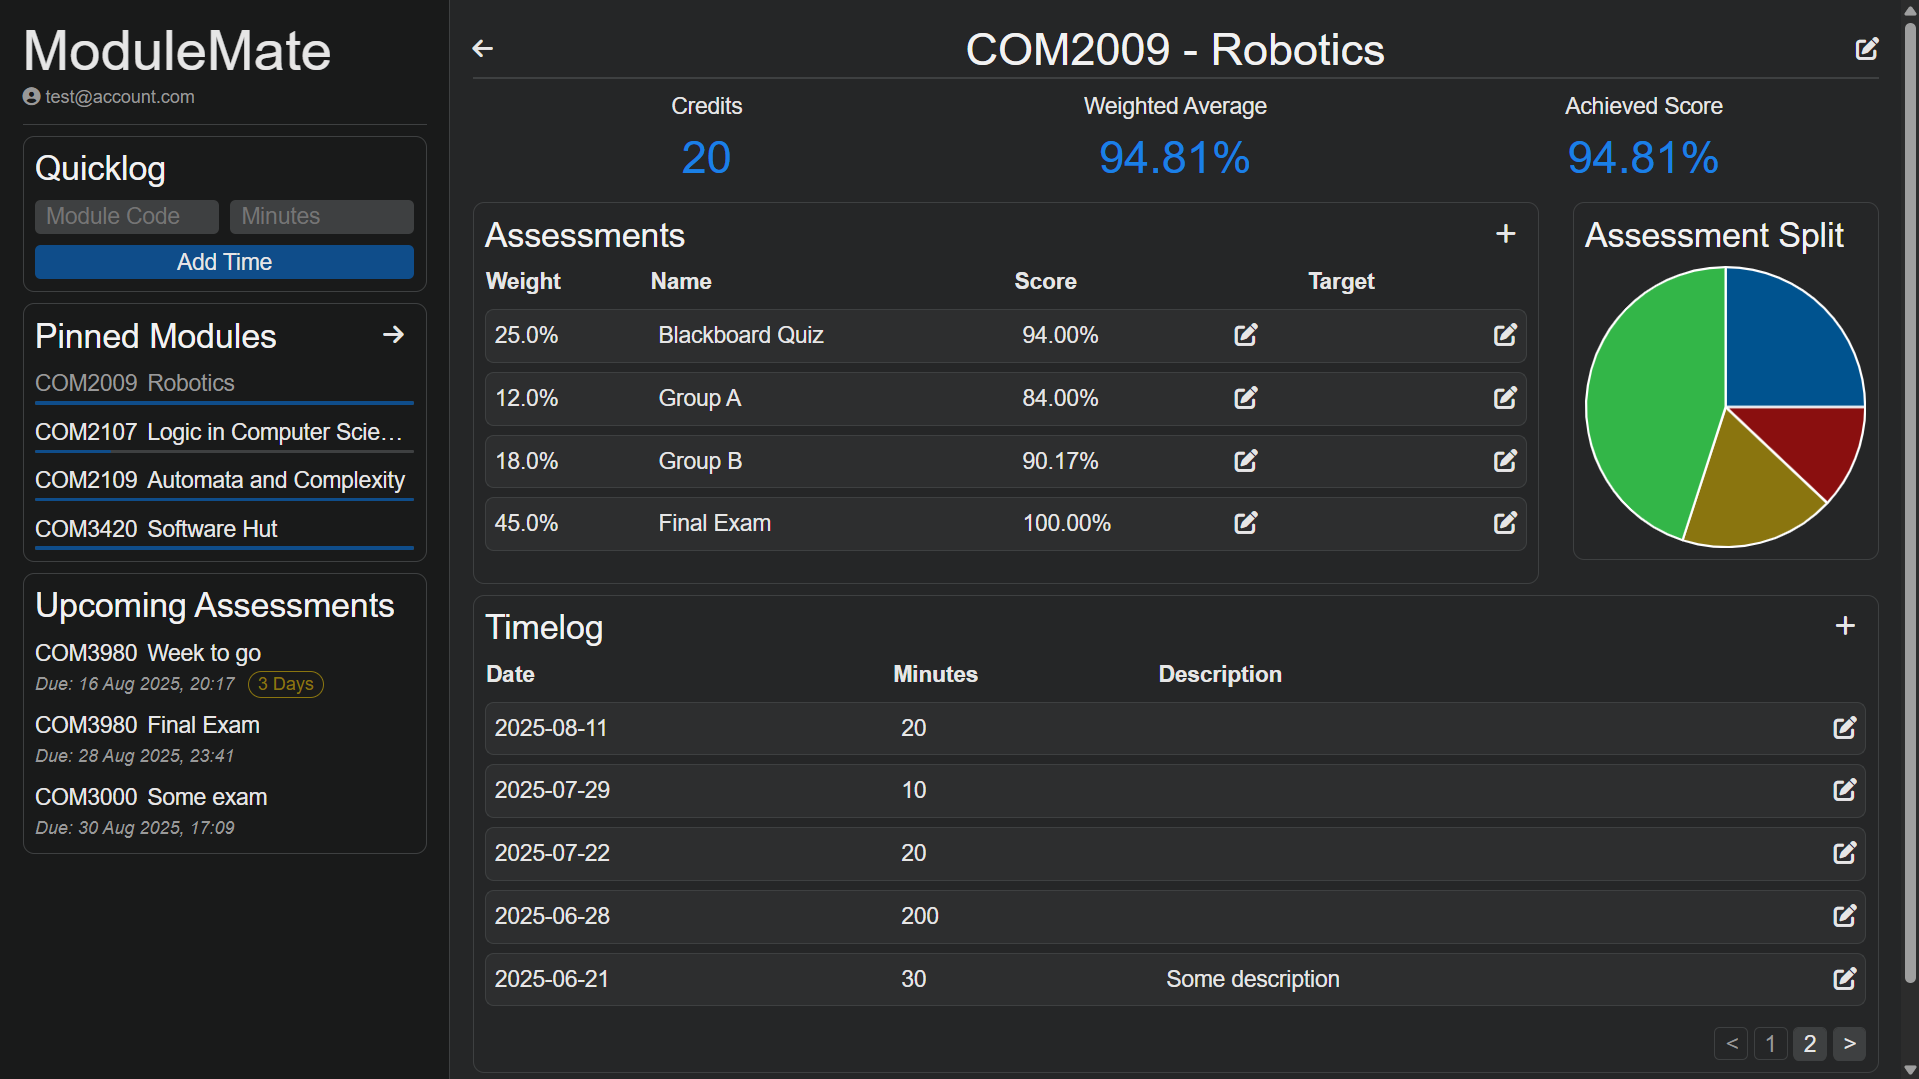 ModuleMate
test@account.com
Quicklog
Module Code Minutes
Add Time
Pinned Modules
COM2009 Robotics
COM2107 Logic in Computer Scie…
COM2109 Automata and Complexity
COM3420 Software Hut
Upcoming Assessments
COM3980 Week to go
Due: 16 Aug 2025, 20:17 3 Days
COM3980 Final Exam
Due: 28 Aug 2025, 23:41
COM3000 Some exam
Due: 30 Aug 2025, 17:09
COM2009 - Robotics
Credits Weighted Average Achieved Score
20 94.81% 94.81%
Assessments
Weight Name Score Target
25.0% Blackboard Quiz 94.00%
12.0% Group A 84.00%
18.0% Group B 90.17%
45.0% Final Exam 100.00%
Assessment Split
Timelog
Date Minutes Description
2025-08-11 20
2025-07-29 10
2025-07-22 20
2025-06-28 200
2025-06-21 30 Some description
< 1 2 >